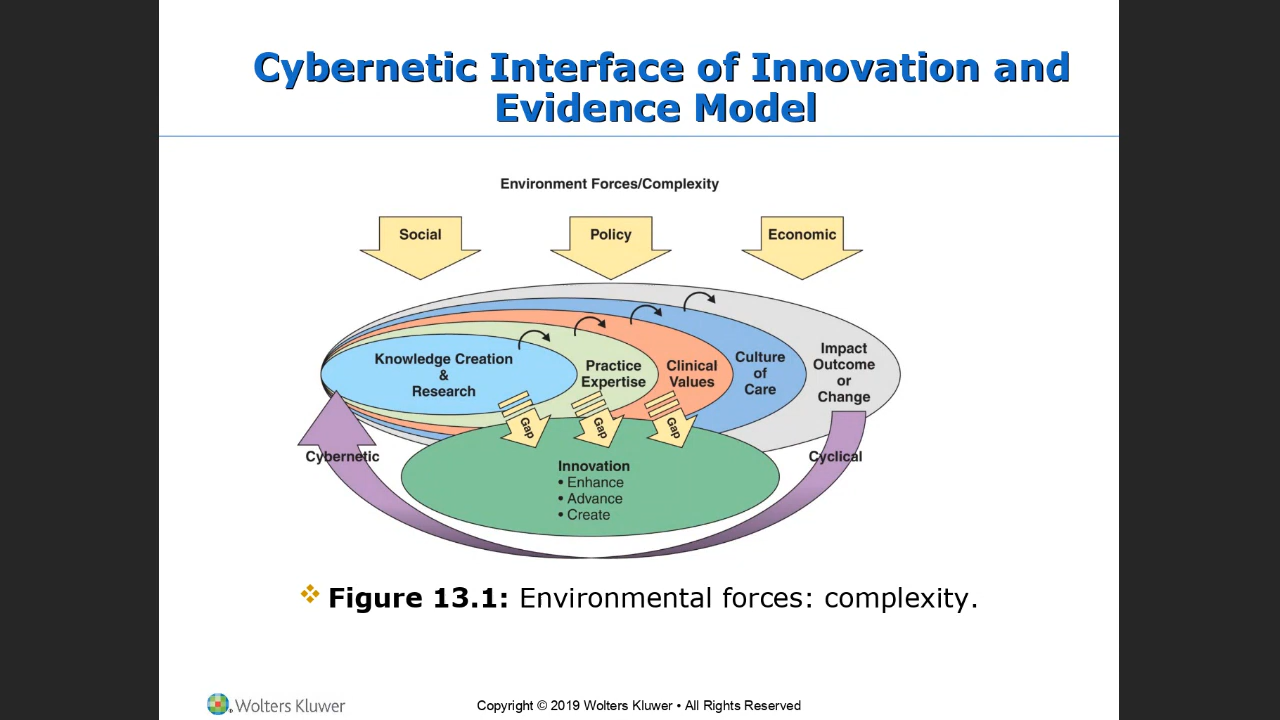 Cybernetic Interface of Innovation and
Evidence Model
Environment Forces/Complexity
Social
Policy
Economic
Knowledge Creation
&
Research
Practice
Expertise
Clinical
Values
Culture
of
Care
Impact
Outcome
or
Change
Gap
Gap
Gap
Cybernetic
Cyclical
Innovation
• Enhance
• Advance
• Create
Figure 13.1: Environmental forces: complexity.
Wolters Kluwer
Copyright © 2019 Wolters Kluwer • All Rights Reserved